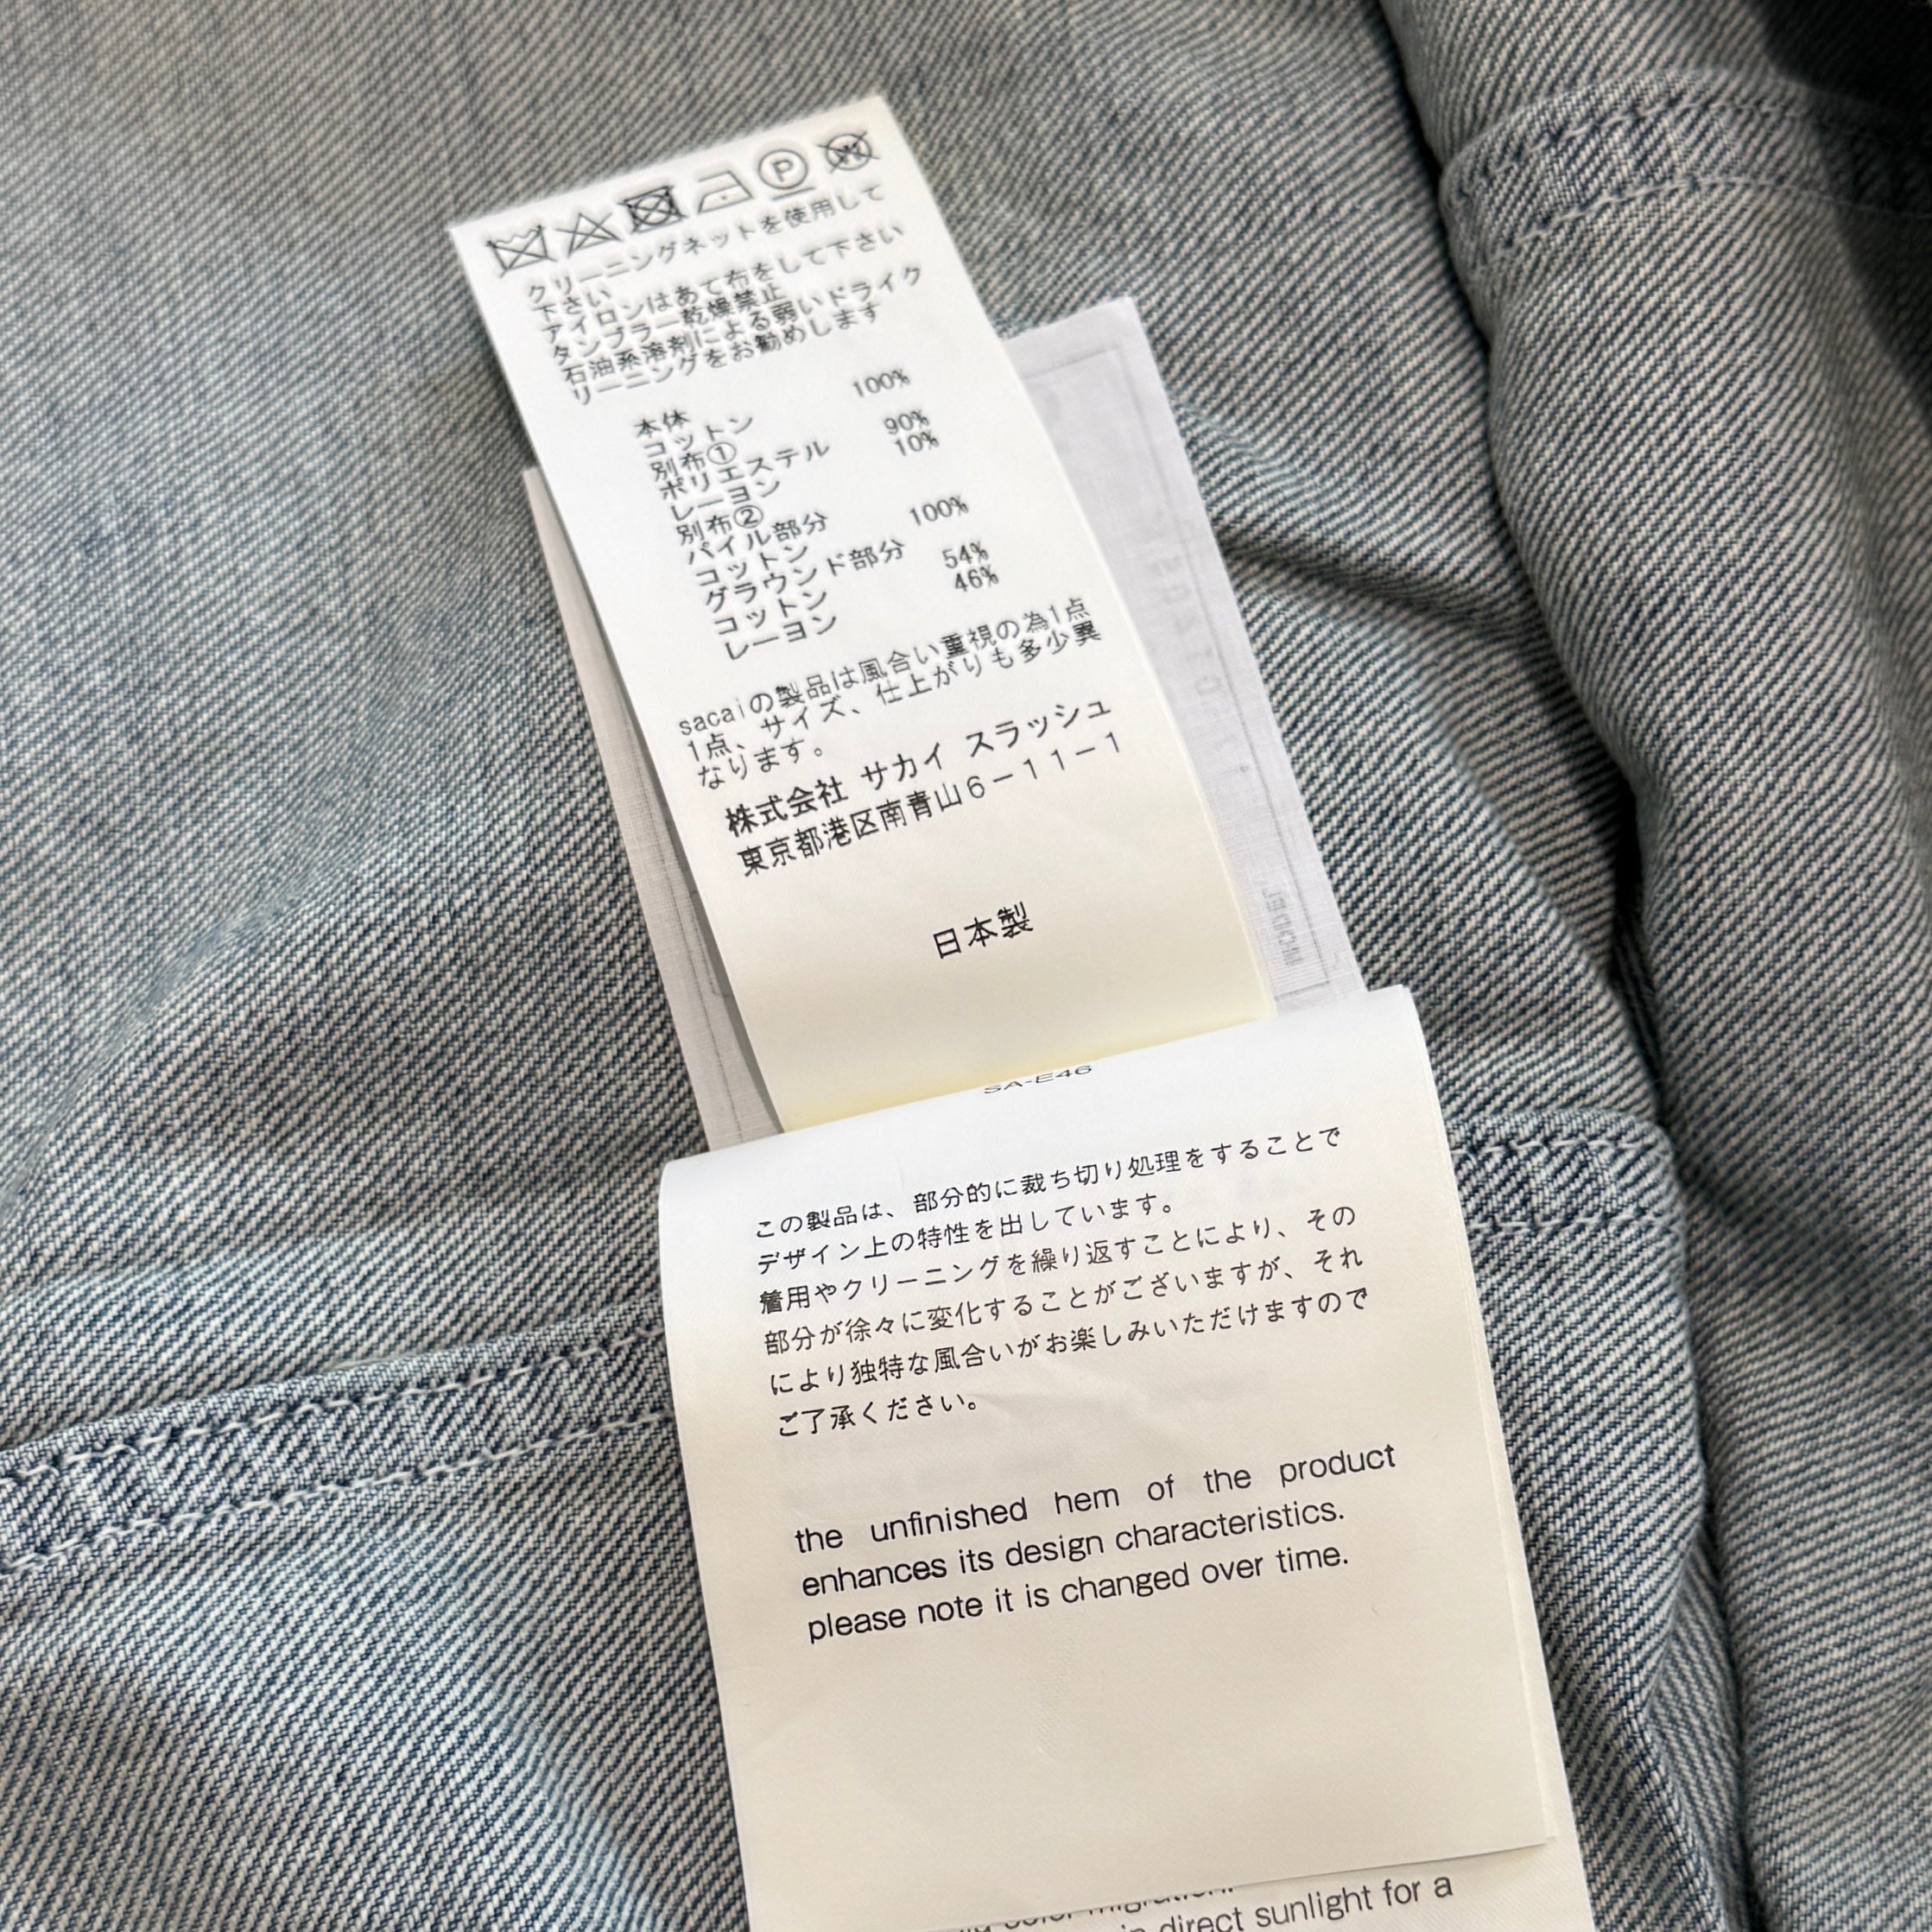 P
W
クリーニングネットを使用して
下さい
アイロンはあて布をして下さい
タンブラー乾燥禁止
石油系溶剤による弱いドライク
リーニングをお勧めします
本体
コットン 100%
別布①
ポリエステル 90%
レーヨン 10%
別布②
パイル部分
コットン 100%
グラウンド部分
コットン 54%
レーヨン 46%
sacaiの製品は風合い重視の為1点
1点、サイズ、仕上がりも多少異
なります。
株式会社 サカイ スラッシュ
東京都港区南青山6－11－1
日本製
SA-E46
この製品は、部分的に裁ち切り処理をすることで
デザイン上の特性を出しています。
着用やクリーニングを繰り返すことにより、その
部分が徐々に変化することがございますが、それ
により独特な風合いがお楽しみいただけますので
ご了承ください。
the unfinished hem of the product
enhances its design characteristics.
please note it is changed over time.
color migration.
in direct sunlight for a